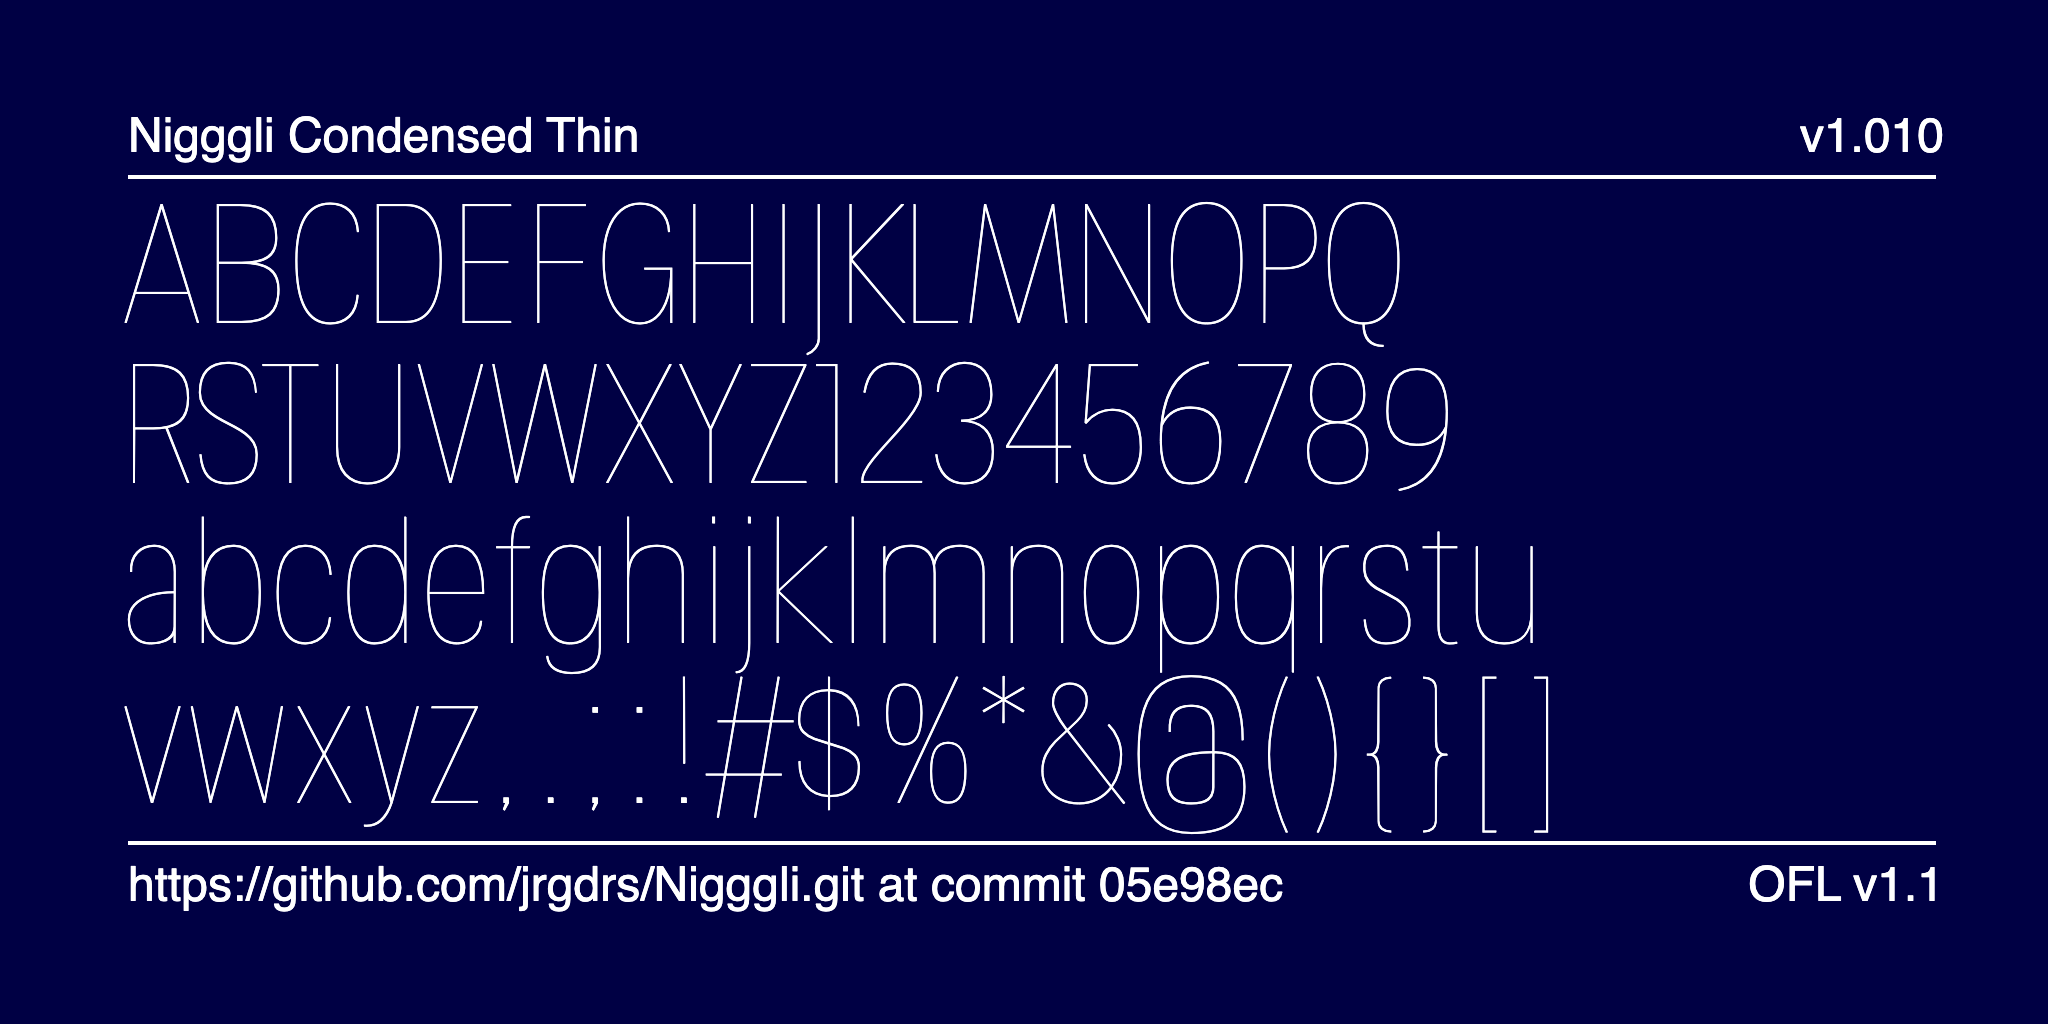 Nigggli Condensed Thin v1.010
ABCDEFGHIJKLMNOPQ
RSTUVWXYZ123456789
abcdefghijklmnopqrstu
vwxyz,.;:!#$%*&@(){}[]
https://github.com/jrgdrs/Nigggli.git at commit 05e98ec OFL v1.1